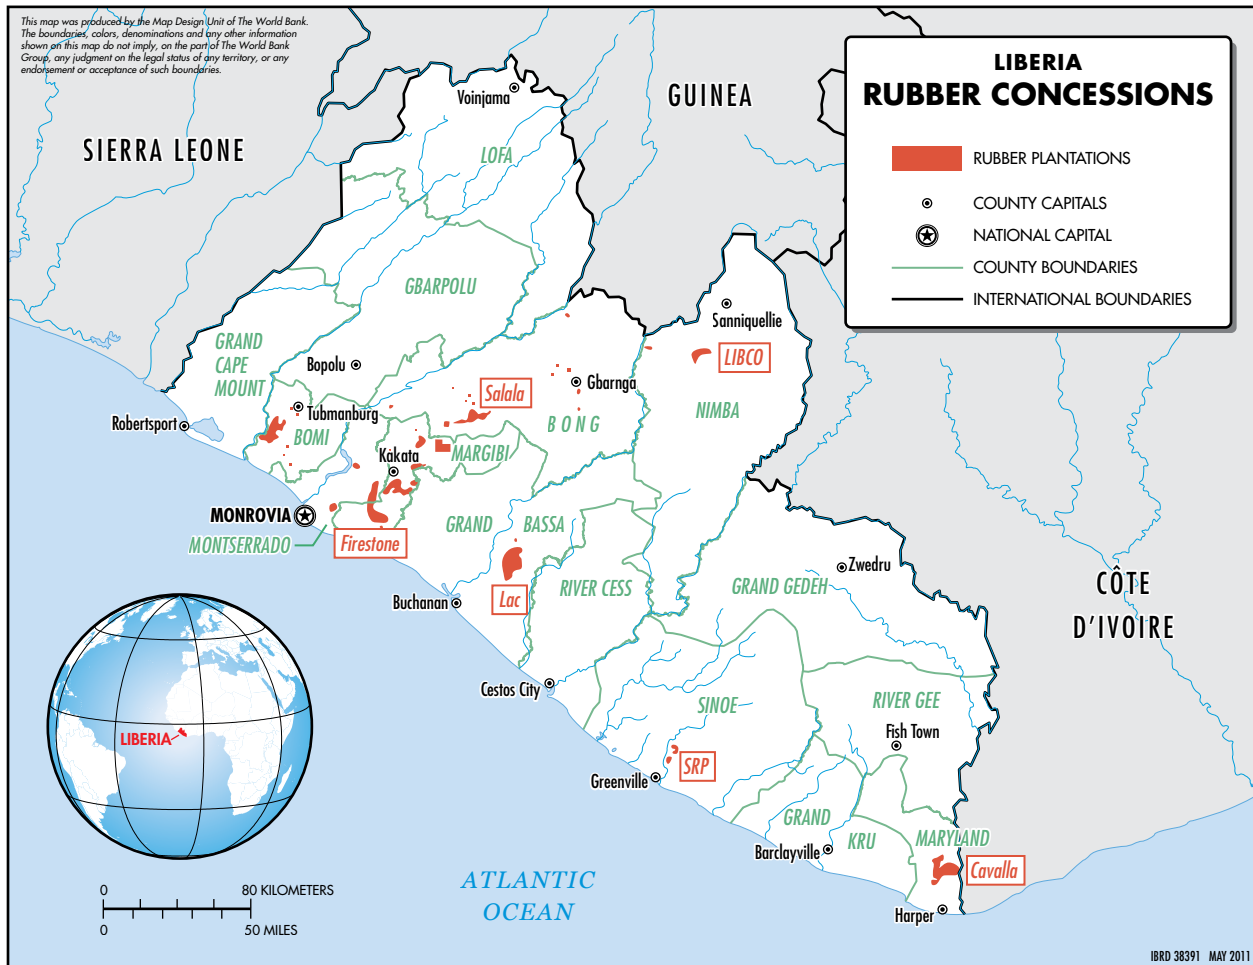 This map was produced by the Map Design Unit of The World Bank.
The boundaries, colors, denominations and any other information
shown on this map do not imply, on the part of The World Bank
Group, any judgment on the legal status of any territory, or any
endorsement or acceptance of such boundaries.
LIBERIA
RUBBER CONCESSIONS
RUBBER PLANTATIONS
COUNTY CAPITALS
NATIONAL CAPITAL
COUNTY BOUNDARIES
INTERNATIONAL BOUNDARIES
SIERRA LEONE
GUINEA
CÔTE
D'IVOIRE
Voinjama
LOFA
GBARPOLU
GRAND
CAPE
MOUNT
Bopolu
Sanniquellie
LIBCO
Gbarnga
Salala
NIMBA
Tubmanburg
BOMI
Robertsport
BONG
MARGIBI
Kakata
MONROVIA
MONTSERRADO
Firestone
GRAND BASSA
Lac
Buchanan
RIVER CESS
GRAND GEDEH
Zwedru
Cestos City
SINOE
RIVER GEE
Fish Town
SRP
Greenville
GRAND
KRU
Barclayville
MARYLAND
Cavalla
Harper
LIBERIA
ATLANTIC
OCEAN
0 80 KILOMETERS
0 50 MILES
IBRD 38391 MAY 2011